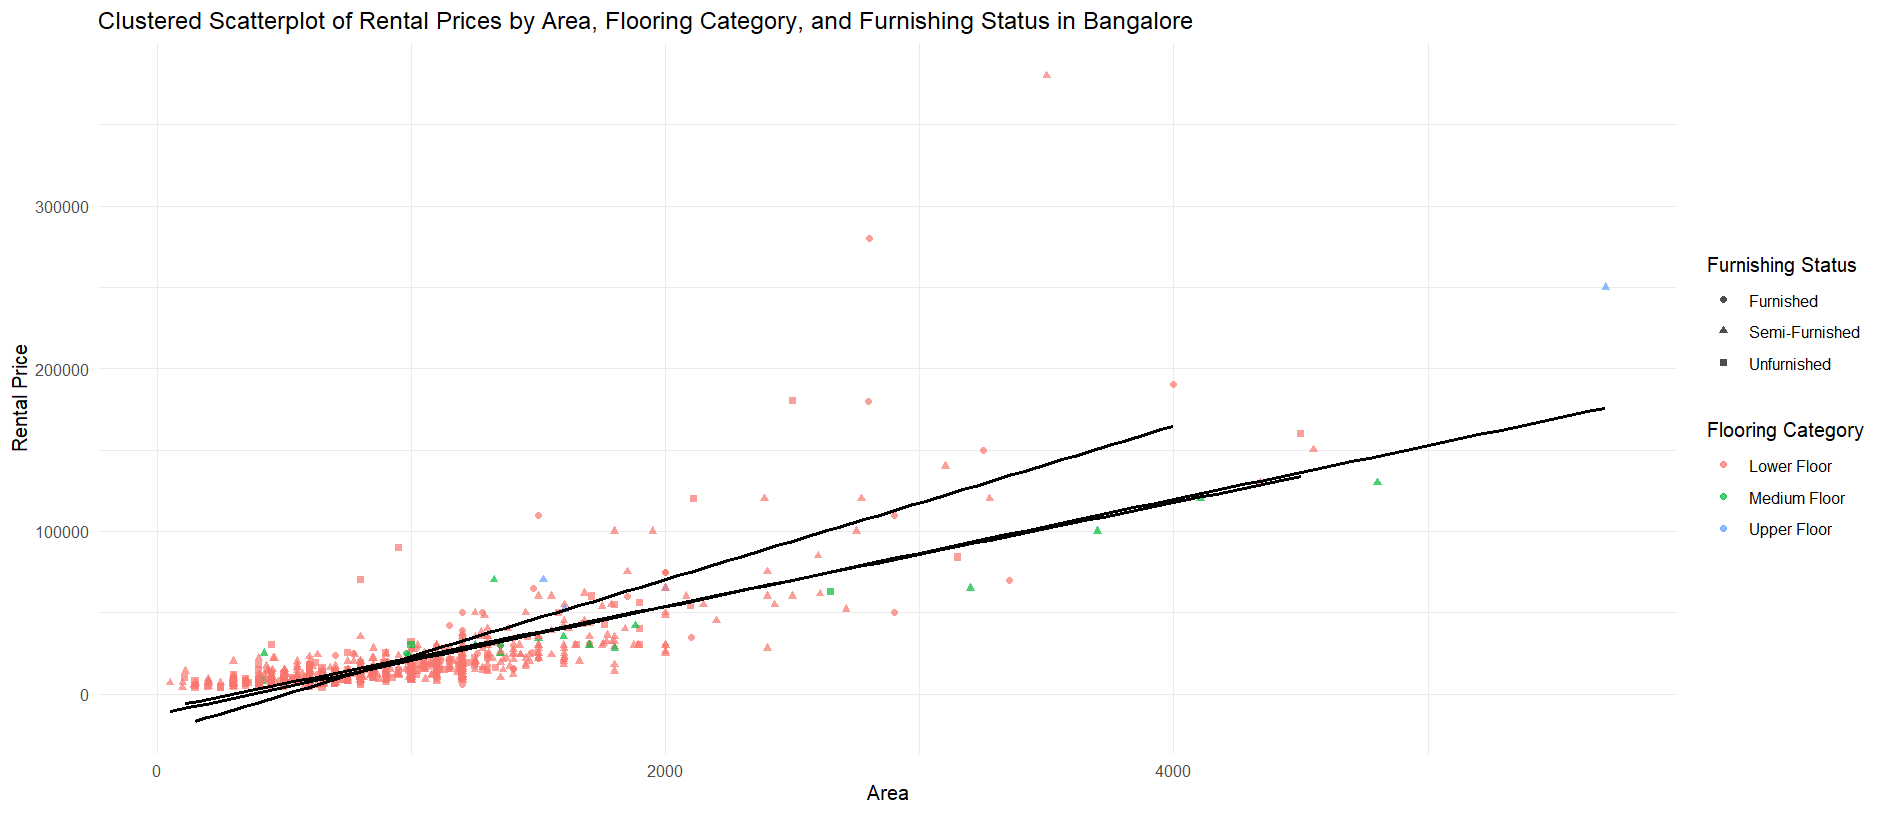 Clustered Scatterplot of Rental Prices by Area, Flooring Category, and Furnishing Status in Bangalore
Rental Price
300000
200000
100000
0
0
2000
4000
Area
Furnishing Status
Furnished
Semi-Furnished
Unfurnished
Flooring Category
Lower Floor
Medium Floor
Upper Floor